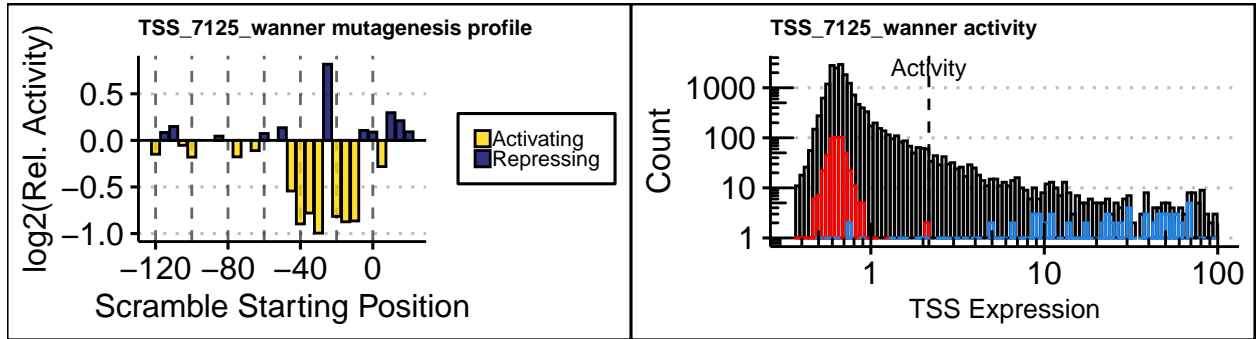 TSS_7125_wanner mutagenesis profile
log2(Rel. Activity)
0.5
0.0
−0.5
−1.0
−120 −80 −40 0
Scramble Starting Position
Activating
Repressing
TSS_7125_wanner activity
Activity
Count
1000
100
10
1
1 10 100
TSS Expression